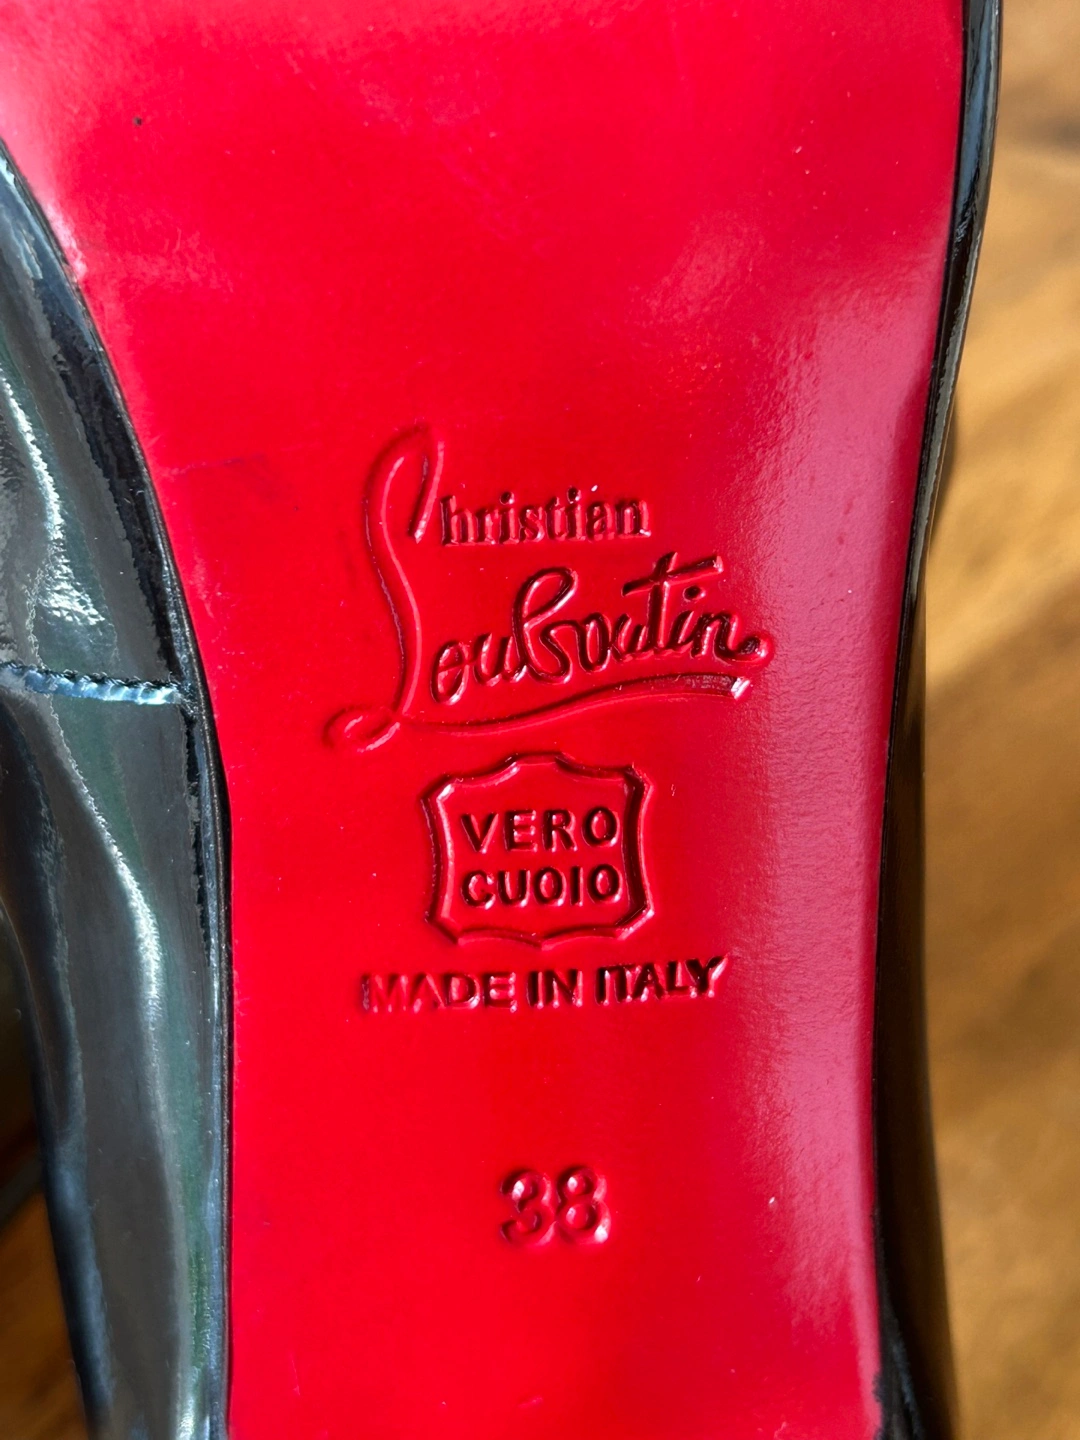 Christian
Louboutin
VERO
CUOIO
MADE IN ITALY
38